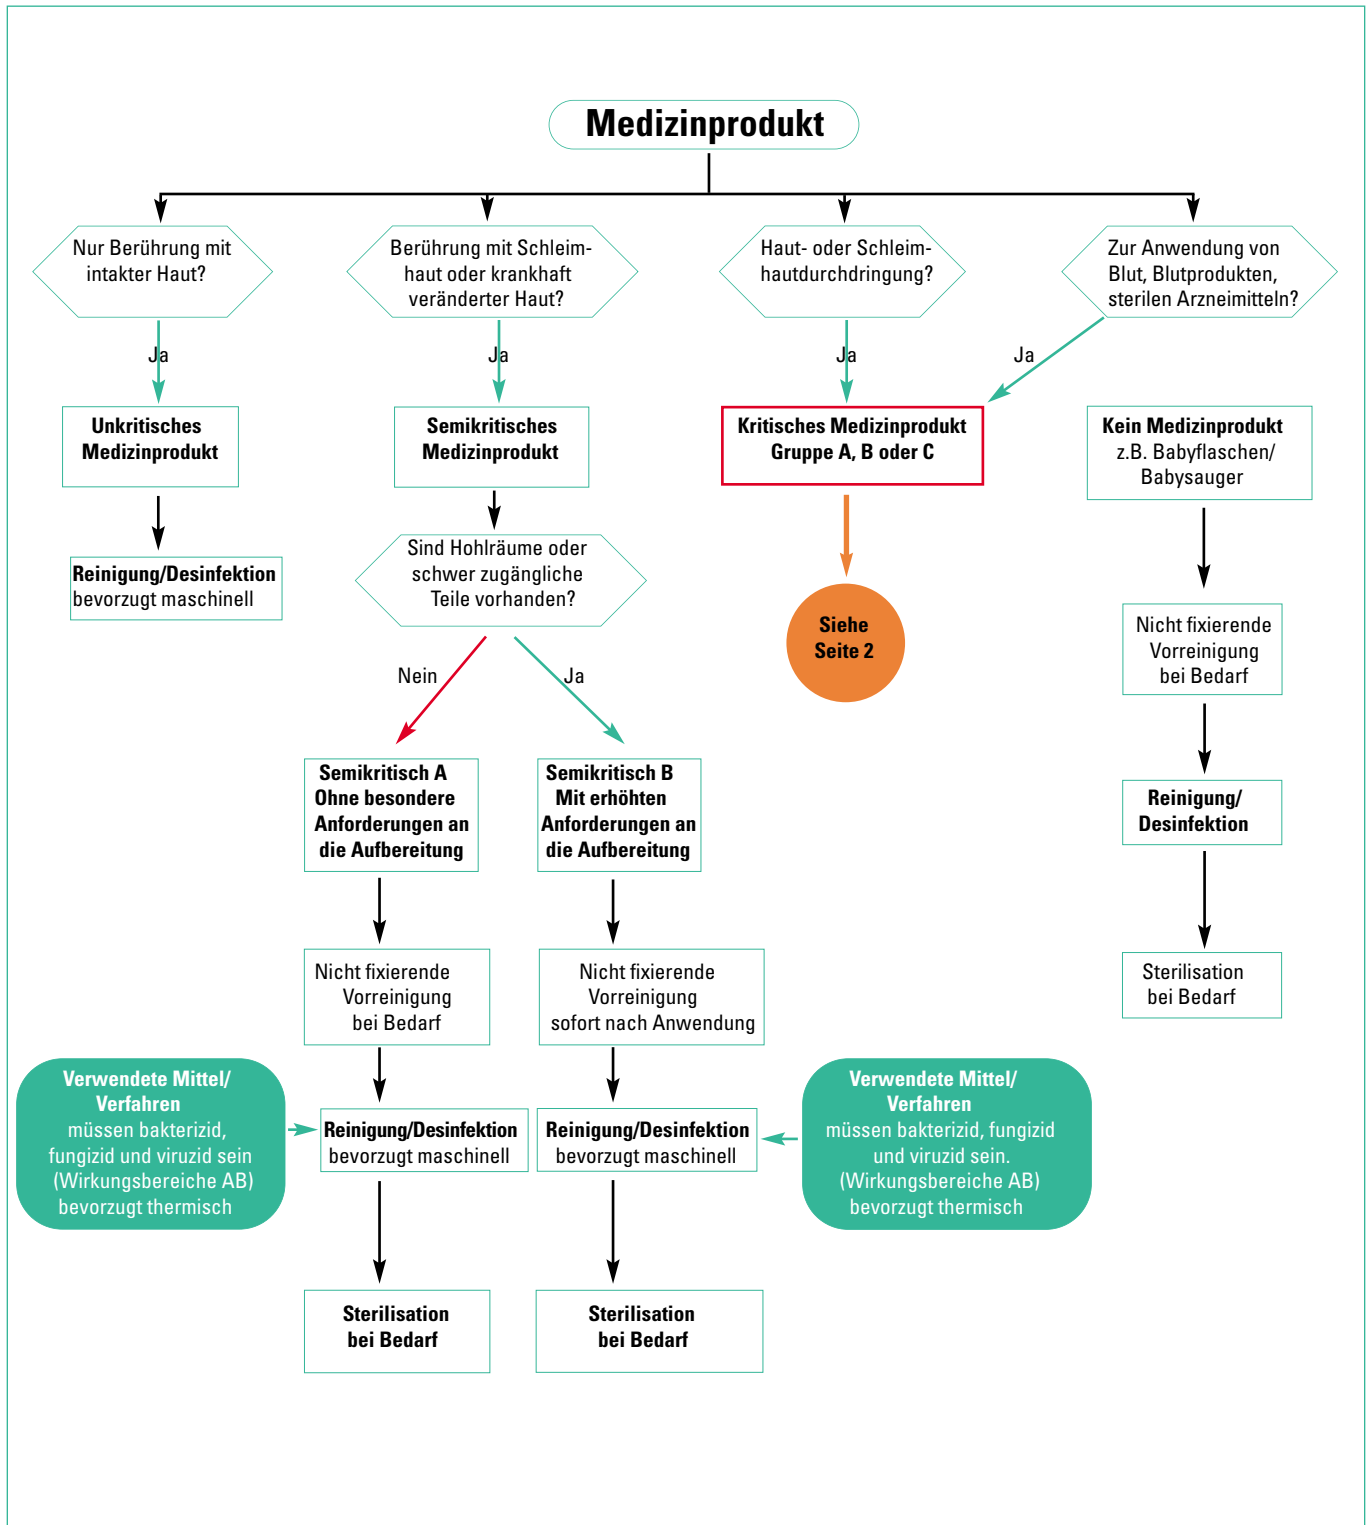 Medizinprodukt
Nur Berührung mit
intakter Haut?
Berührung mit Schleim-
haut oder krankhaft
veränderter Haut?
Haut- oder Schleim-
hautdurchdringung?
Zur Anwendung von
Blut, Blutprodukten,
sterilen Arzneimitteln?
Ja
Ja
Ja
Ja
Unkritisches
Medizinprodukt
Semikritisches
Medizinprodukt
Kritisches Medizinprodukt
Gruppe A, B oder C
Kein Medizinprodukt
z.B. Babyflaschen/
Babysauger
Reinigung/Desinfektion
bevorzugt maschinell
Sind Hohlräume oder
schwer zugängliche
Teile vorhanden?
Siehe
Seite 2
Nicht fixierende
Vorreinigung
bei Bedarf
Nein
Ja
Semikritisch A
Ohne besondere
Anforderungen an
die Aufbereitung
Semikritisch B
Mit erhöhten
Anforderungen an
die Aufbereitung
Reinigung/
Desinfektion
Nicht fixierende
Vorreinigung
bei Bedarf
Nicht fixierende
Vorreinigung
sofort nach Anwendung
Sterilisation
bei Bedarf
Verwendete Mittel/
Verfahren
müssen bakterizid,
fungizid und viruzid sein
(Wirkungsbereiche AB)
bevorzugt thermisch
Reinigung/Desinfektion
bevorzugt maschinell
Reinigung/Desinfektion
bevorzugt maschinell
Verwendete Mittel/
Verfahren
müssen bakterizid, fungizid
und viruzid sein.
(Wirkungsbereiche AB)
bevorzugt thermisch
Sterilisation
bei Bedarf
Sterilisation
bei Bedarf